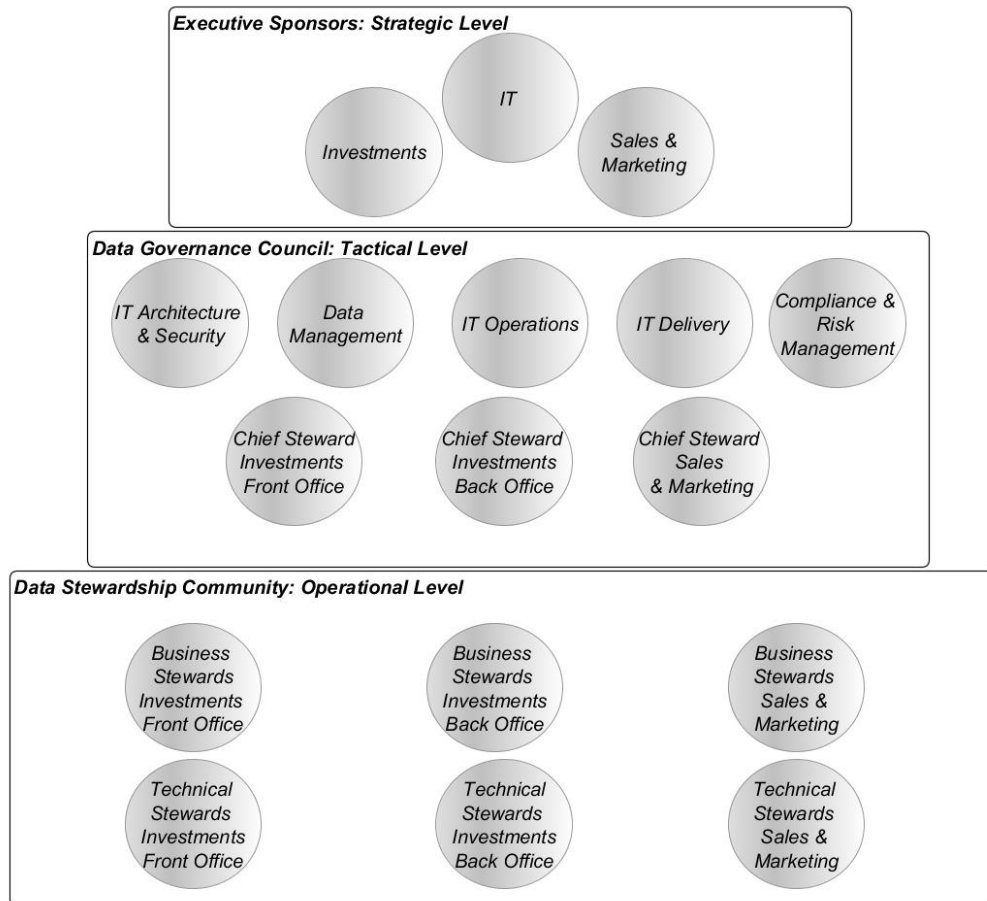 Executive Sponsors: Strategic Level
IT
Investments
Sales &
Marketing
Data Governance Council: Tactical Level
IT Architecture
& Security
Data
Management
IT Operations
IT Delivery
Compliance &
Risk
Management
Chief Steward
Investments
Front Office
Chief Steward
Investments
Back Office
Chief Steward
Sales
& Marketing
Data Stewardship Community: Operational Level
Business
Stewards
Investments
Front Office
Business
Stewards
Investments
Back Office
Business
Stewards
Sales &
Marketing
Technical
Stewards
Investments
Front Office
Technical
Stewards
Investments
Back Office
Technical
Stewards
Sales &
Marketing